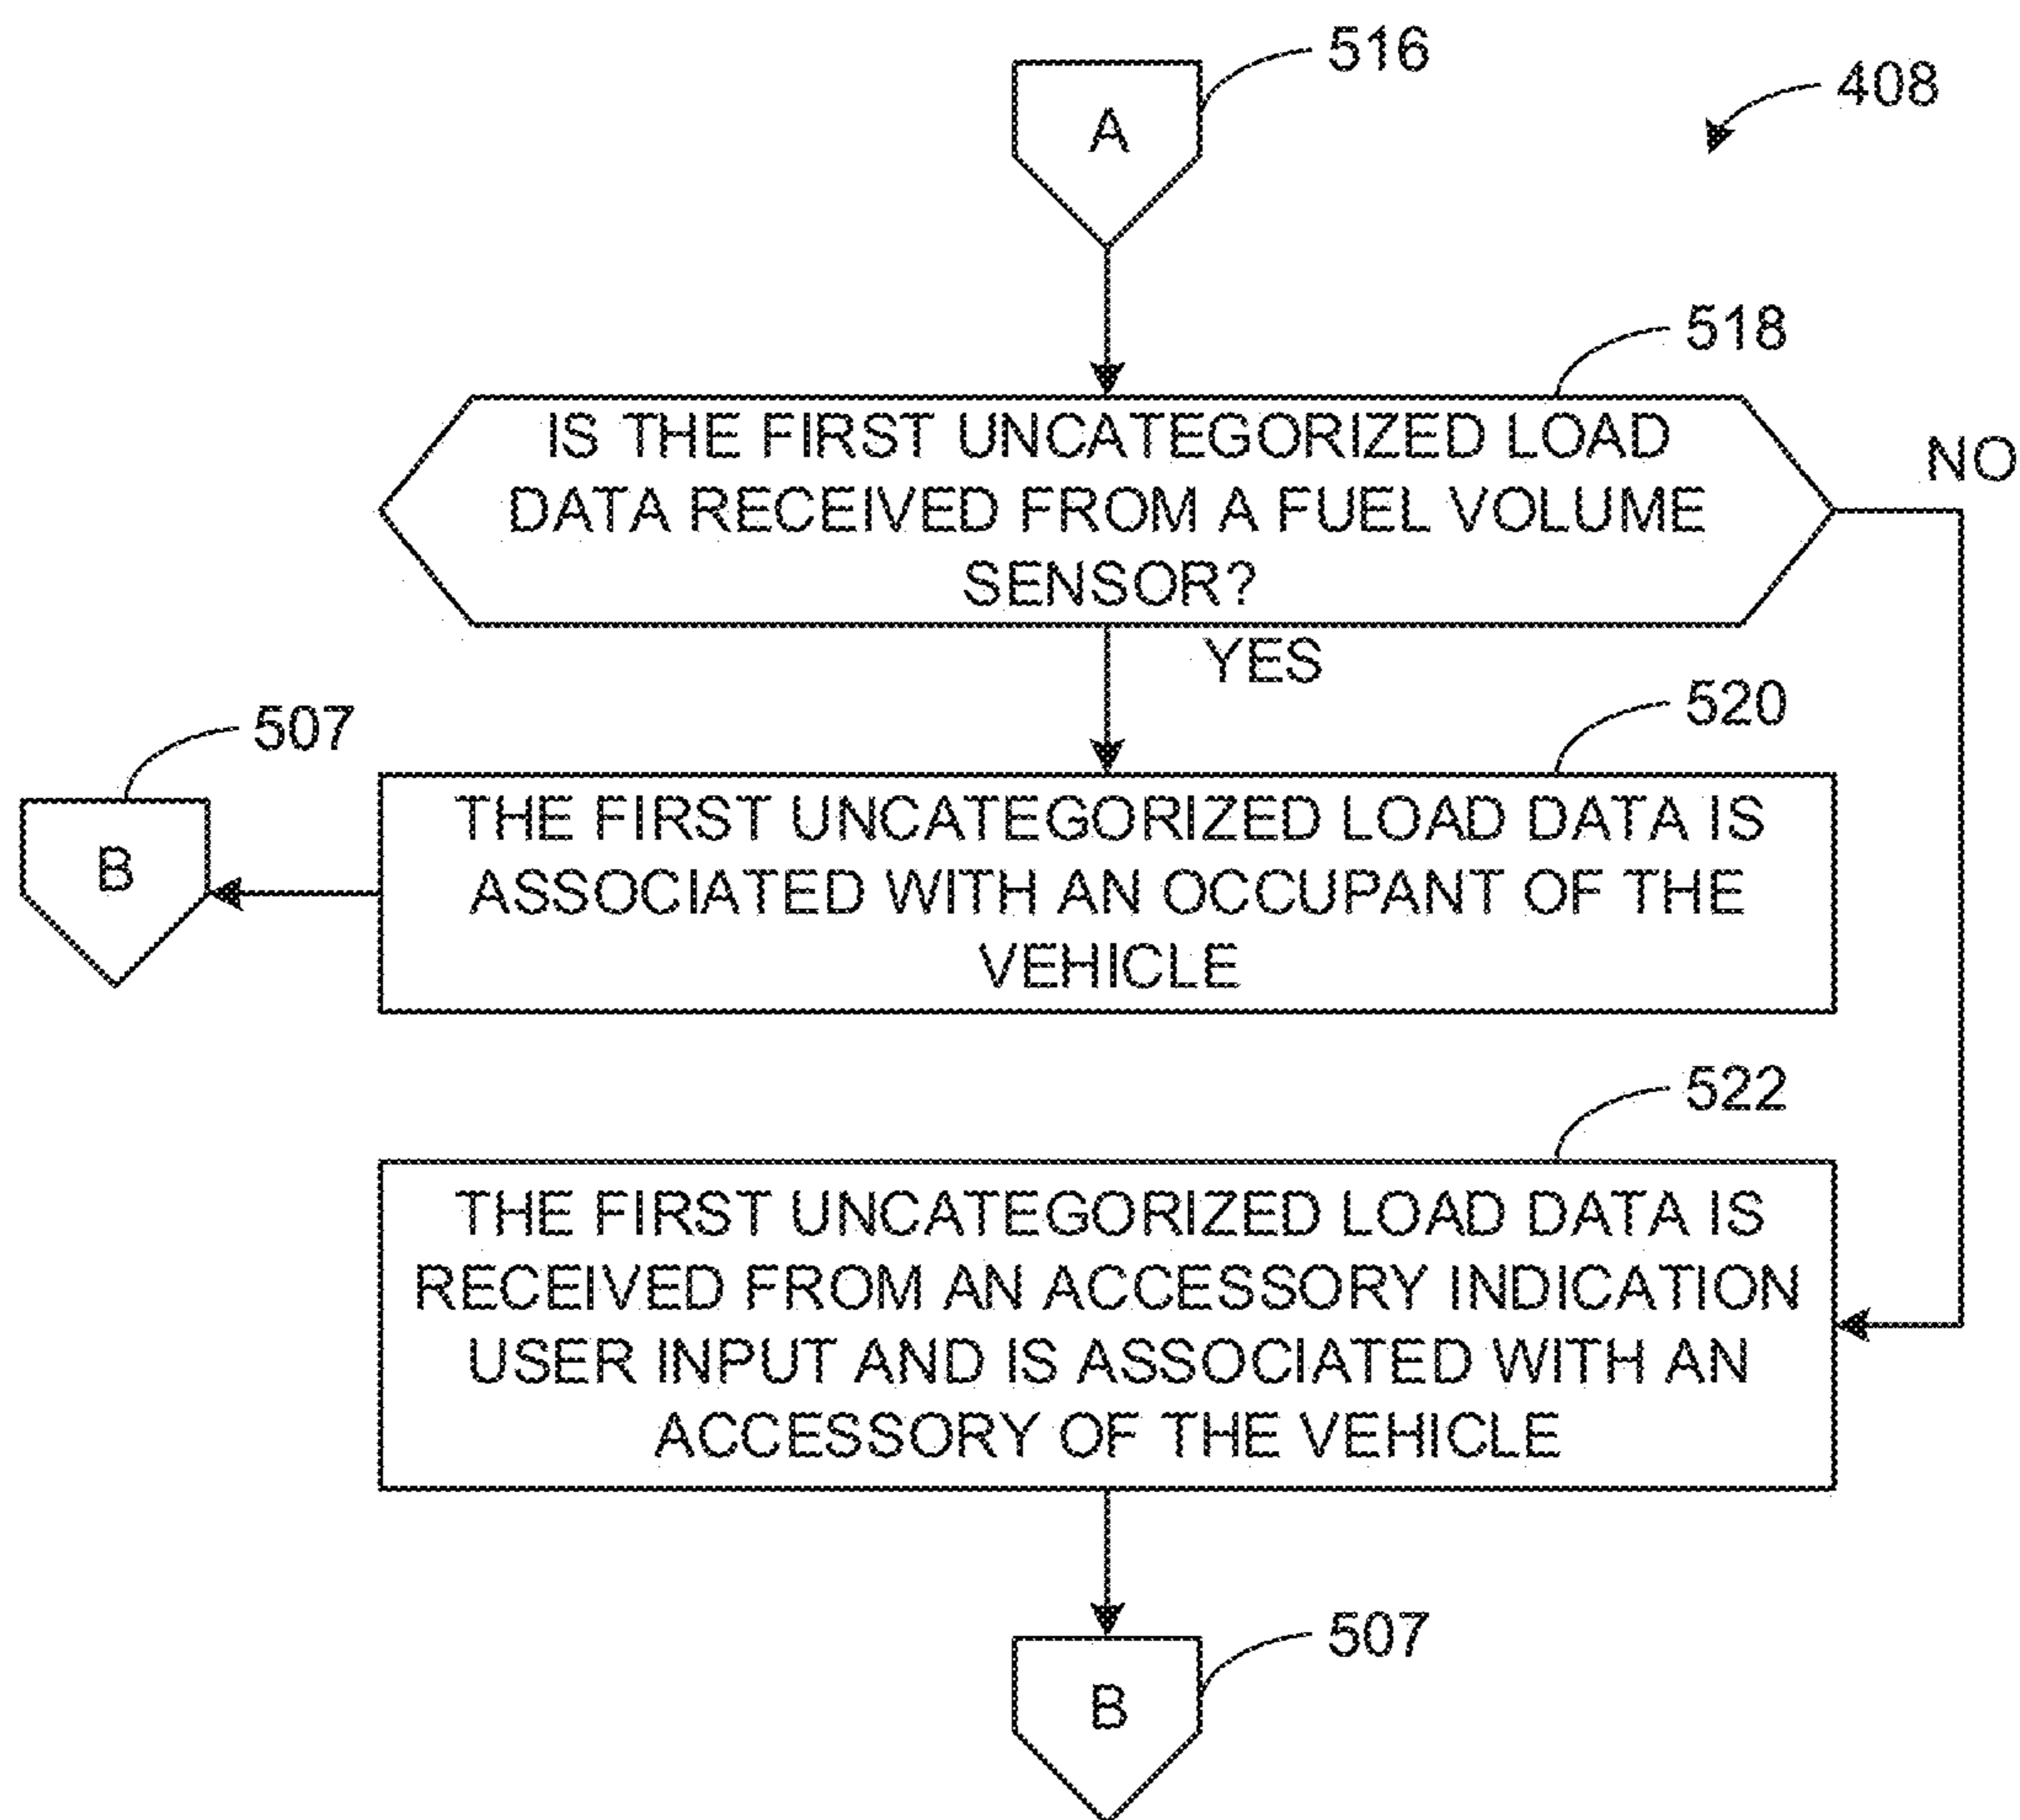 516
408
A
518
IS THE FIRST UNCATEGORIZED LOAD
DATA RECEIVED FROM A FUEL VOLUME
SENSOR?
NO
YES
520
507
THE FIRST UNCATEGORIZED LOAD DATA IS
ASSOCIATED WITH AN OCCUPANT OF THE
VEHICLE
B
522
THE FIRST UNCATEGORIZED LOAD DATA IS
RECEIVED FROM AN ACCESSORY INDICATION
USER INPUT AND IS ASSOCIATED WITH AN
ACCESSORY OF THE VEHICLE
507
B